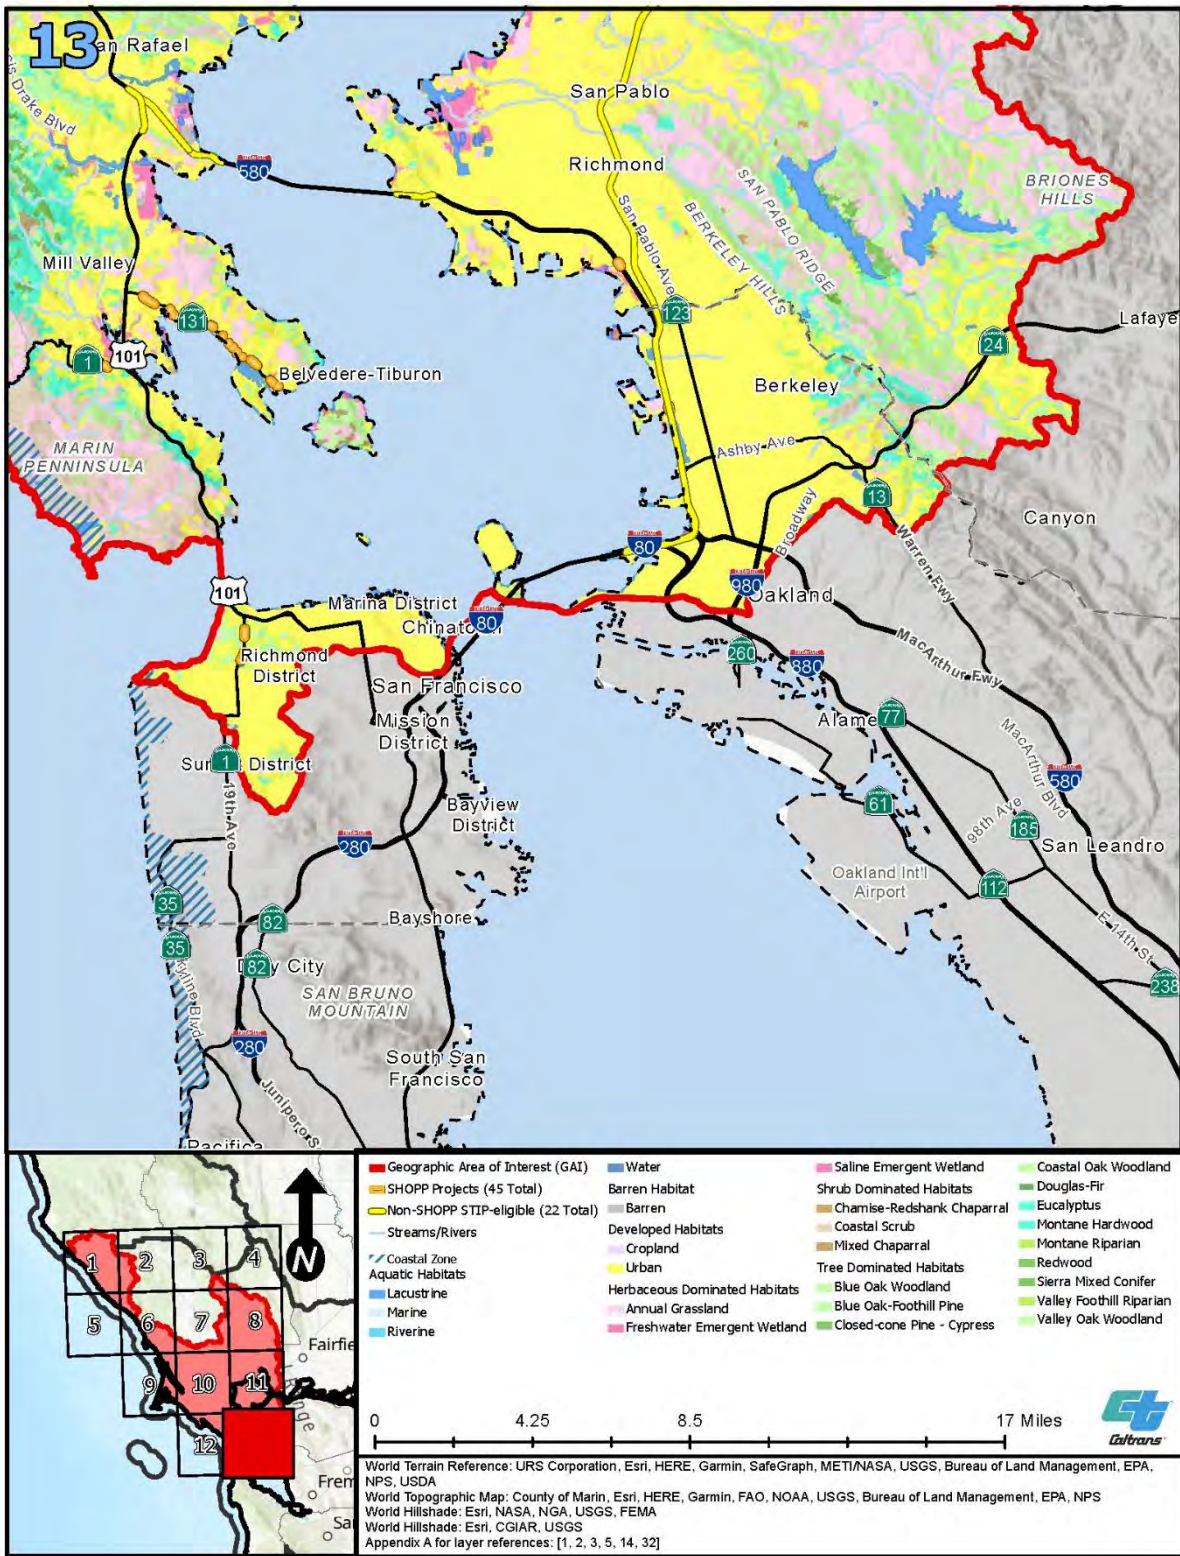 13
San Rafael
cis Drake Blvd
San Pablo
Richmond
580
BRIONES
HILLS
SAN PABLO RIDGE
BERKELEY HILLS
San Pablo Ave
Mill Valley
131
123
Lafaye
24
101
1
Belvedere-Tiburon
Berkeley
MARIN
PENNINSULA
Ashby Ave
13
Canyon
Broadway
80
Warren Fwy
980
Oakland
101
Marina District
Chinatown
80
Richmond
District
260
880
MacArthur Fwy
San Francisco
Mission
District
Alame
77
MacArthur Blvd
580
Sunset District
1
19th Ave
Bayview
District
61
98th Ave
185
San Leandro
280
Oakland Int'l
Airport
112
35
82
Bayshore
E 14th St
35
Daly City
82
238
SAN BRUNO
MOUNTAIN
kyline Blvd
280
South San
Francisco
Junipero S
Pacifica
1
2
3
4
5
6
7
8
9
10
11
12
N
Fairfie
Range
Frem
Sa
Geographic Area of Interest (GAI)
SHOPP Projects (45 Total)
Non-SHOPP STIP-eligible (22 Total)
Streams/Rivers
Coastal Zone
Aquatic Habitats
Lacustrine
Marine
Riverine
Water
Barren Habitat
Barren
Developed Habitats
Cropland
Urban
Herbaceous Dominated Habitats
Annual Grassland
Freshwater Emergent Wetland
Saline Emergent Wetland
Shrub Dominated Habitats
Chamise-Redshank Chaparral
Coastal Scrub
Mixed Chaparral
Tree Dominated Habitats
Blue Oak Woodland
Blue Oak-Foothill Pine
Closed-cone Pine - Cypress
Coastal Oak Woodland
Douglas-Fir
Eucalyptus
Montane Hardwood
Montane Riparian
Redwood
Sierra Mixed Conifer
Valley Foothill Riparian
Valley Oak Woodland
0 4.25 8.5 17 Miles
Caltrans
World Terrain Reference: URS Corporation, Esri, HERE, Garmin, SafeGraph, METI/NASA, USGS, Bureau of Land Management, EPA,
NPS, USDA
World Topographic Map: County of Marin, Esri, HERE, Garmin, FAO, NOAA, USGS, Bureau of Land Management, EPA, NPS
World Hillshade: Esri, NASA, NGA, USGS, FEMA
World Hillshade: Esri, CGIAR, USGS
Appendix A for layer references: [1, 2, 3, 5, 14, 32]